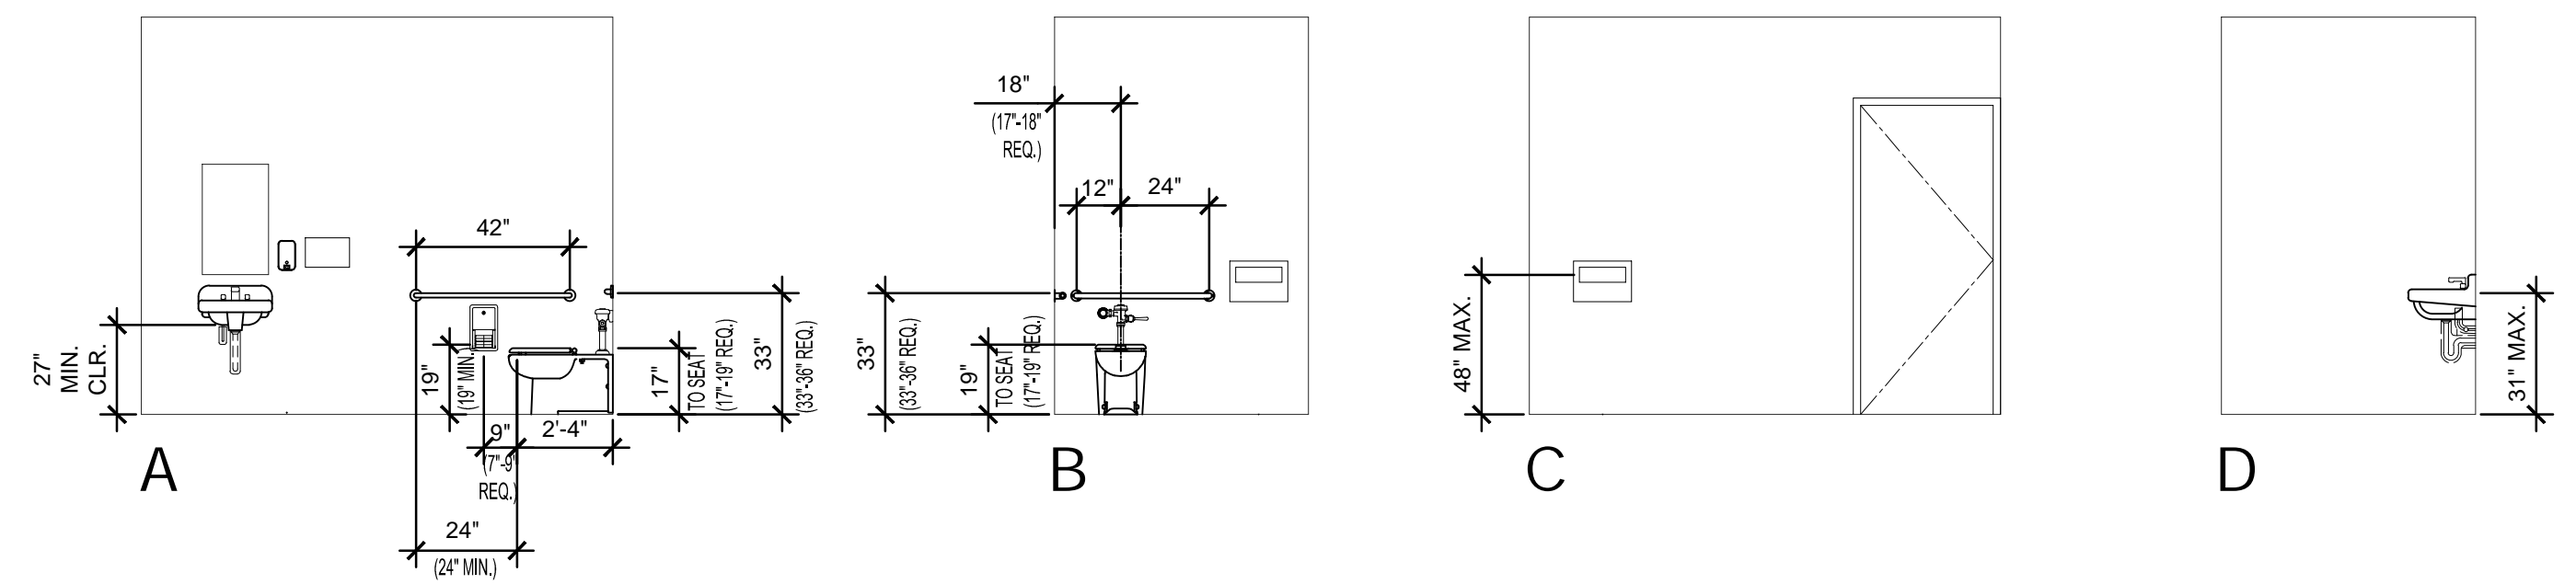 42"
27"
MIN.
CLR.
19"
(19" MIN.)
17"
TO SEAT
(17"-19" REQ.)
33"
(33"-36" REQ.)
9"
(7"-9"
REQ.)
2'-4"
24"
(24" MIN.)
A
18"
(17"-18"
REQ.)
12"
24"
33"
(33"-36" REQ.)
19"
TO SEAT
(17"-19" REQ.)
B
48" MAX.
C
31" MAX.
D